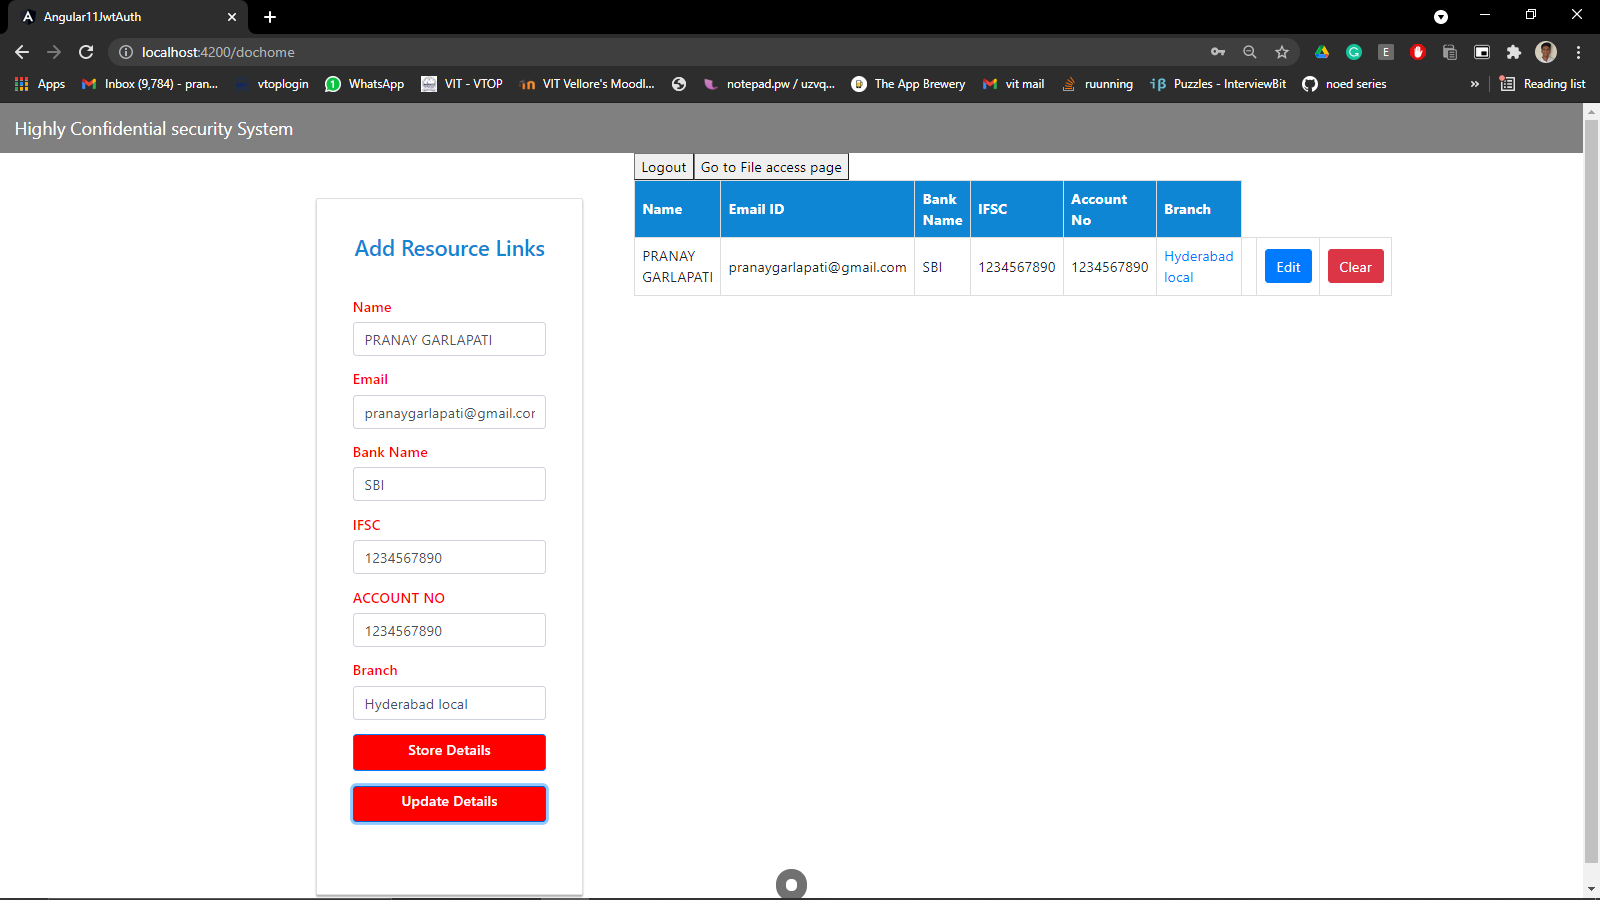 Angular11JwtAuth
localhost:4200/dochome
Apps
Inbox (9,784) - pran...
vtoplogin
WhatsApp
VIT - VTOP
VIT Vellore's Moodl...
notepad.pw / uzvq...
The App Brewery
vit mail
ruunning
Puzzles - InterviewBit
noed series
»
Reading list
Highly Confidential security System
Logout
Go to File access page
Add Resource Links
Name
PRANAY GARLAPATI
Email
pranaygarlapati@gmail.cor
Bank Name
SBI
IFSC
1234567890
ACCOUNT NO
1234567890
Branch
Hyderabad local
Store Details
Update Details
Name
Email ID
Bank
Name
IFSC
Account
No
Branch
PRANAY
GARLAPATI
pranaygarlapati@gmail.com
SBI
1234567890
1234567890
Hyderabad
local
Edit
Clear